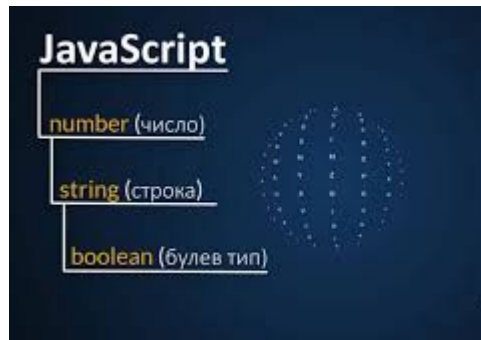 JavaScript
number (число)
string (строка)
boolean (булев тип)